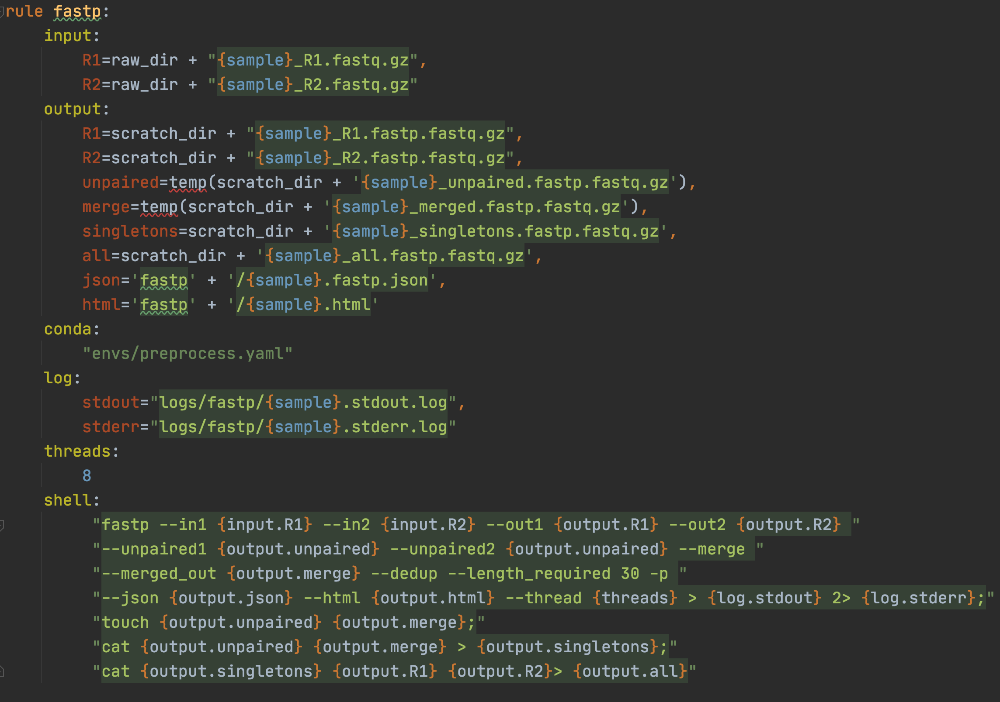 rule fastp:
    input:
        R1=raw_dir + "{sample}_R1.fastq.gz",
        R2=raw_dir + "{sample}_R2.fastq.gz"
    output:
        R1=scratch_dir + "{sample}_R1.fastp.fastq.gz",
        R2=scratch_dir + "{sample}_R2.fastp.fastq.gz",
        unpaired=temp(scratch_dir + '{sample}_unpaired.fastp.fastq.gz'),
        merge=temp(scratch_dir + '{sample}_merged.fastp.fastq.gz'),
        singletons=scratch_dir + '{sample}_singletons.fastp.fastq.gz',
        all=scratch_dir + '{sample}_all.fastp.fastq.gz',
        json='fastp' + '/{sample}.fastp.json',
        html='fastp' + '/{sample}.html'
    conda:
        "envs/preprocess.yaml"
    log:
        stdout="logs/fastp/{sample}.stdout.log",
        stderr="logs/fastp/{sample}.stderr.log"
    threads:
        8
    shell:
         "fastp --in1 {input.R1} --in2 {input.R2} --out1 {output.R1} --out2 {output.R2} "
         "--unpaired1 {output.unpaired} --unpaired2 {output.unpaired} --merge "
         "--merged_out {output.merge} --dedup --length_required 30 -p "
         "--json {output.json} --html {output.html} --thread {threads} > {log.stdout} 2> {log.stderr};"
         "touch {output.unpaired} {output.merge};"
         "cat {output.unpaired} {output.merge} > {output.singletons};"
         "cat {output.singletons} {output.R1} {output.R2}> {output.all}"